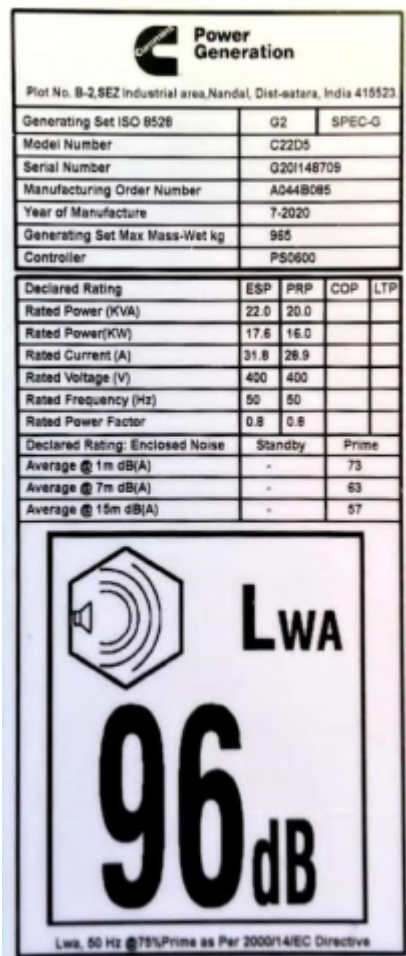 Cummins
Power
Generation
Plot No. B-2,SEZ Industrial area,Nandal, Dist-satara, India 415523
Generating Set ISO 8528 G2 SPEC-G
Model Number C22D5
Serial Number G20I148709
Manufacturing Order Number A044B085
Year of Manufacture 7-2020
Generating Set Max Mass-Wet kg 965
Controller PS0600
Declared Rating ESP PRP COP LTP
Rated Power (KVA) 22.0 20.0
Rated Power(KW) 17.6 16.0
Rated Current (A) 31.8 28.9
Rated Voltage (V) 400 400
Rated Frequency (Hz) 50 50
Rated Power Factor 0.8 0.8
Declared Rating: Enclosed Noise Standby Prime
Average @ 1m dB(A) - 73
Average @ 7m dB(A) - 63
Average @ 15m dB(A) - 57
LWA
96dB
Lwa, 50 Hz @75%Prime as Per 2000/14/EC Directive